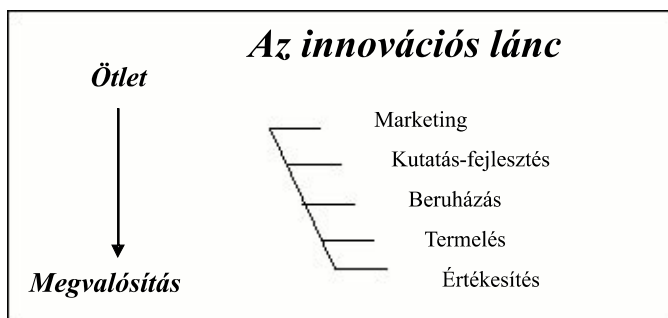 Az innovációs lánc
Ötlet
Marketing
Kutatás-fejlesztés
Beruházás
Termelés
Értékesítés
Megvalósítás